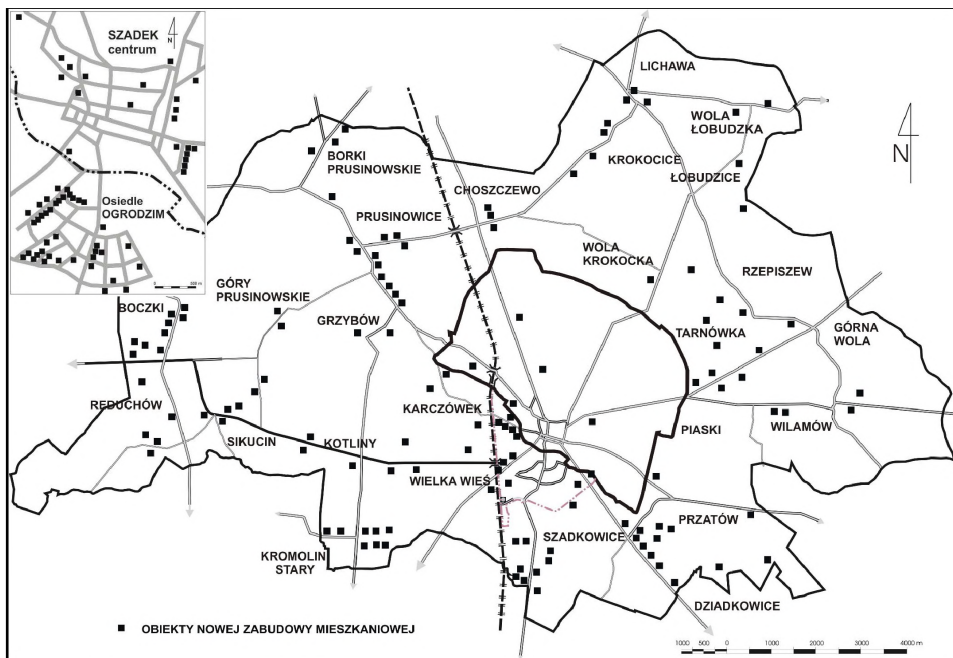 SZADEK
centrum
N
Osiedle
OGRODZIM
LICHAWA
N
WOLA
ŁOBUDZKA
BORKI
PRUSINOWSKIE
KROKOCICE
ŁOBUDZICE
CHOSZCZEWO
PRUSINOWICE
WOLA
KROKOCKA
RZEPISZEW
GÓRY
PRUSINOWSKIE
BOCZKI
GRZYBÓW
TARNÓWKA
GÓRNA
WOLA
REDUCHÓW
KARCZÓWEK
PIASKI
WILAMÓW
SIKUCIN
KOTLINY
WIELKA WIEŚ
PRZATÓW
SZADKOWICE
KROMOLIN
STARY
DZIADKOWICE
OBIEKTY NOWEJ ZABUDOWY MIESZKANIOWEJ
1000 500 0 1000 2000 3000 4000 m